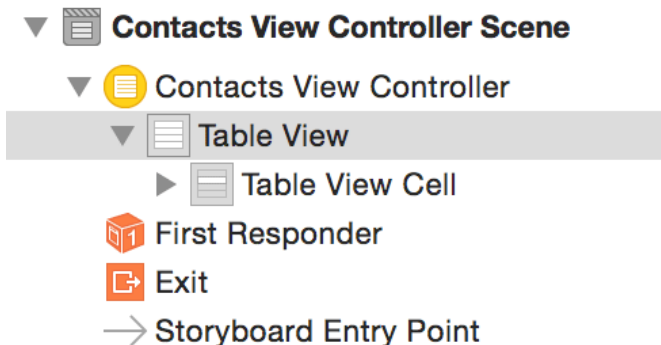 Contacts View Controller Scene
Contacts View Controller
Table View
Table View Cell
First Responder
Exit
Storyboard Entry Point